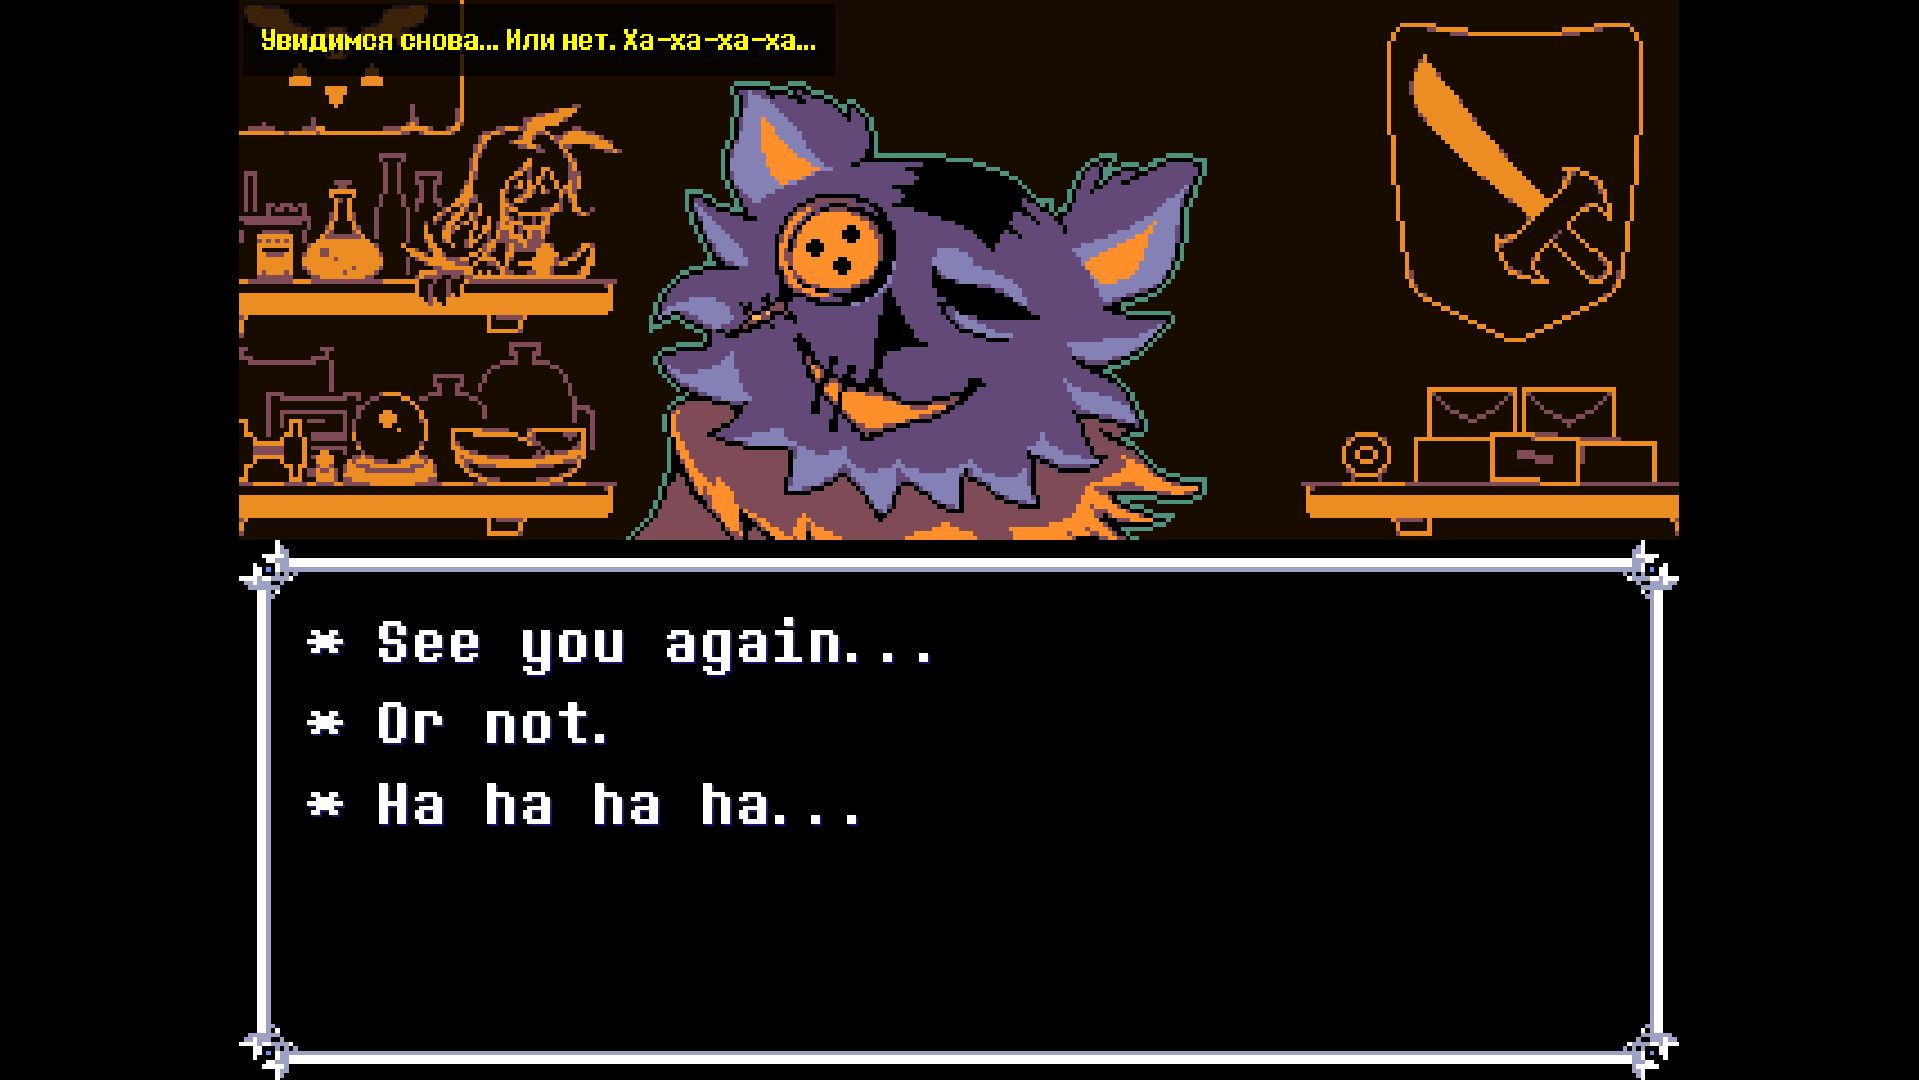 Увидимся снова... Или нет. Ха-ха-ха-ха...
* See you again...
* Or not.
* Ha ha ha ha...